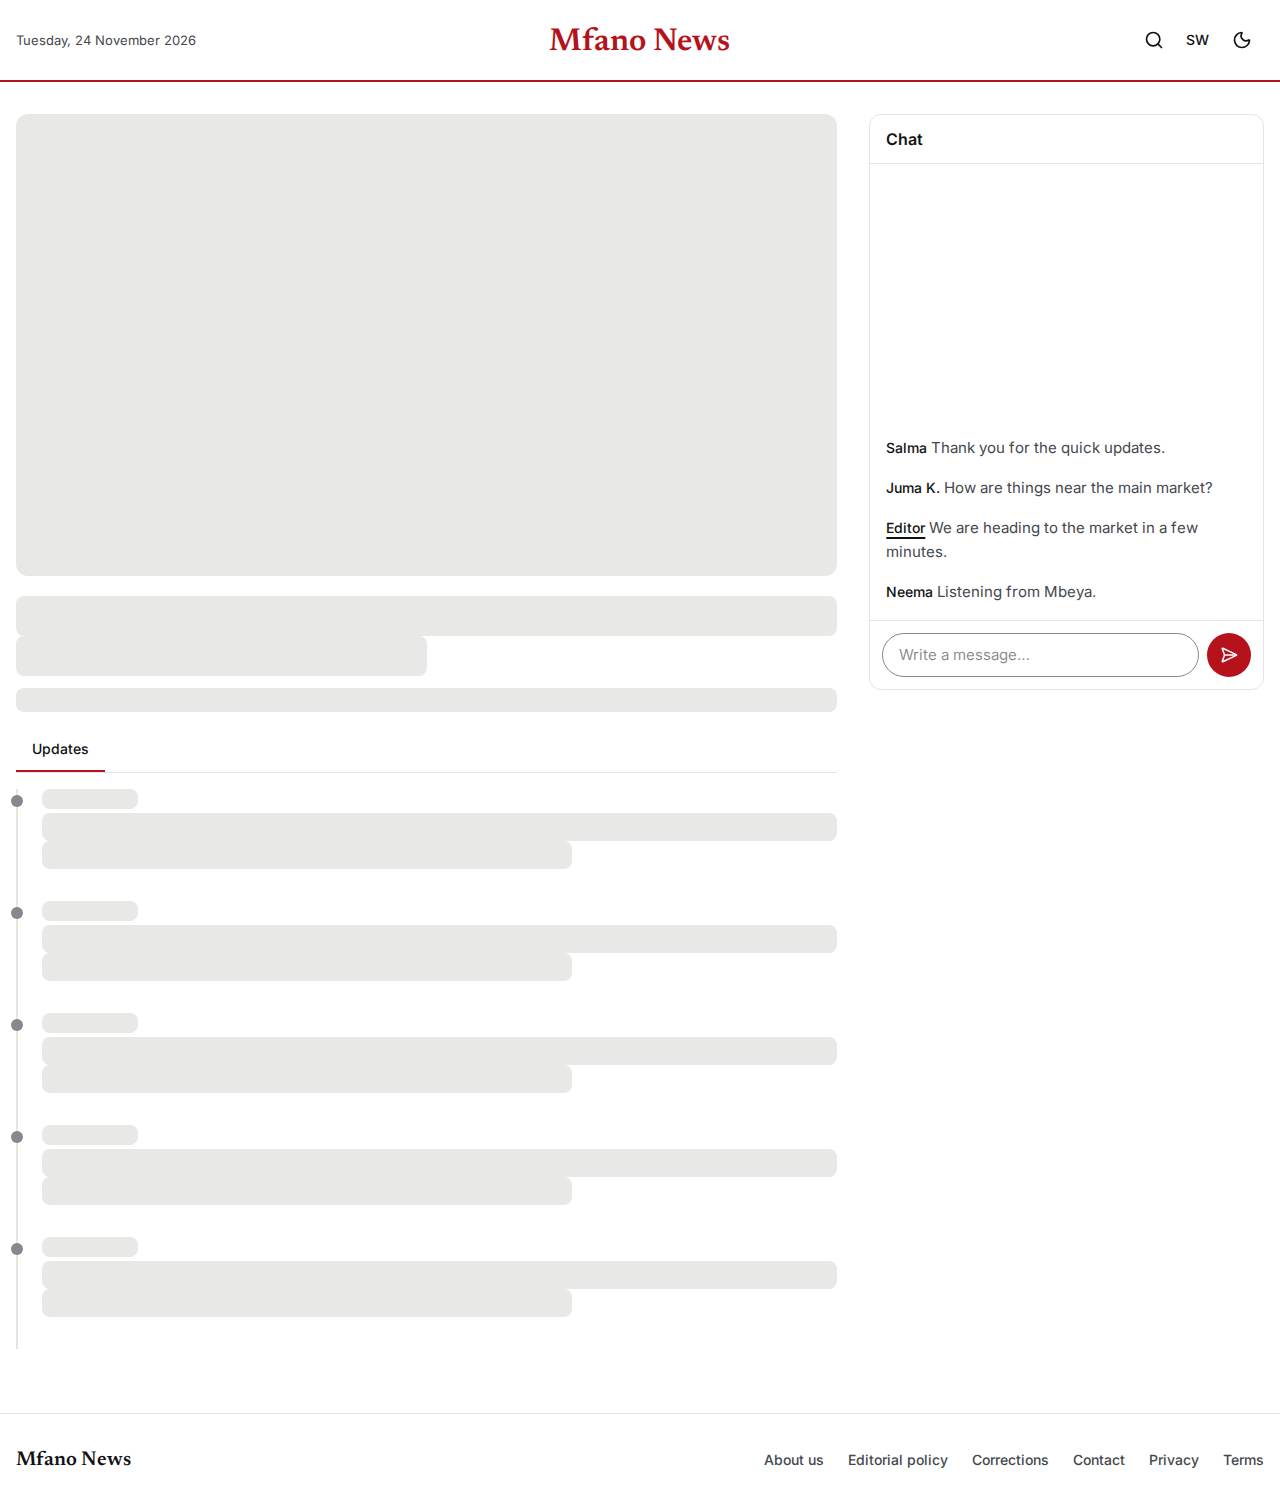 Tuesday, 24 November 2026
Mfano News
SW
Chat
Salma Thank you for the quick updates.
Juma K. How are things near the main market?
Editor We are heading to the market in a few
minutes.
Neema Listening from Mbeya.
Write a message...
Updates
Mfano News
About us
Editorial policy
Corrections
Contact
Privacy
Terms